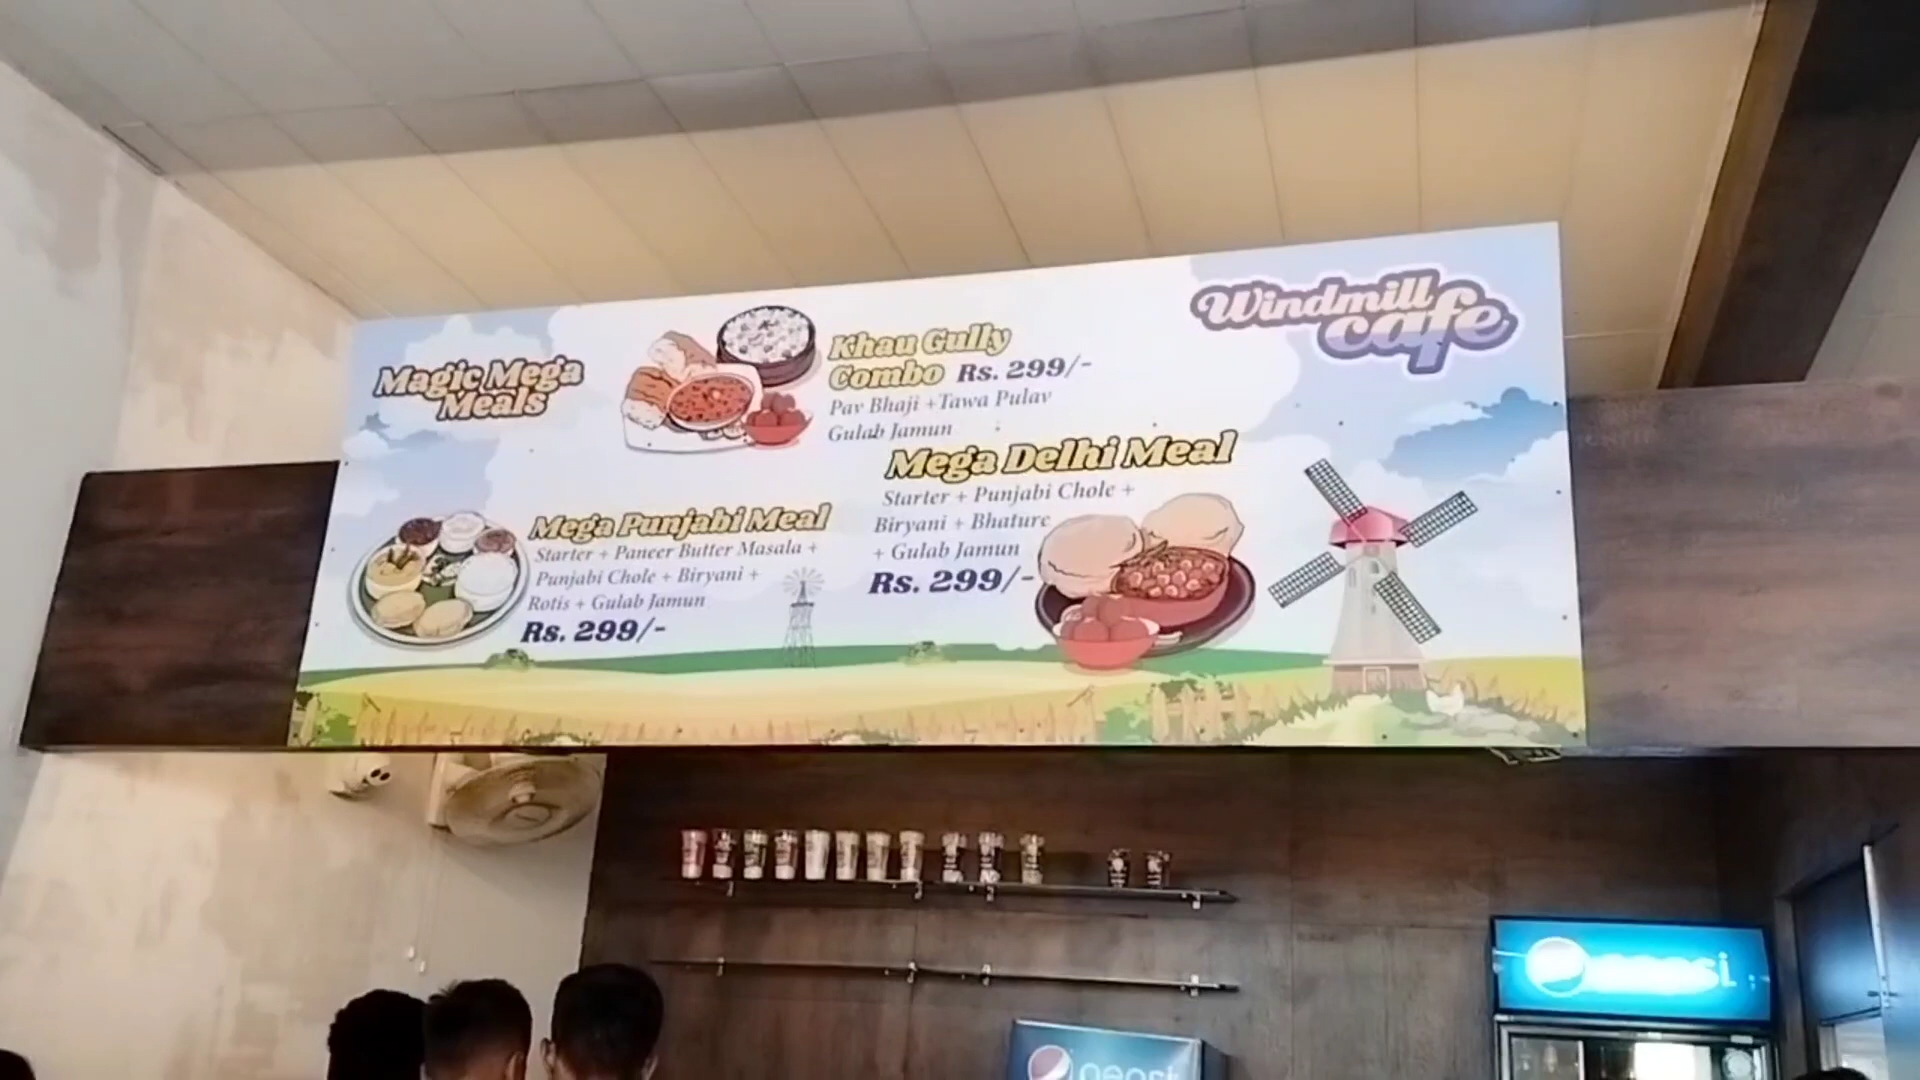 Magic Mega
Meals
Khau Gully
Combo Rs. 299/-
Pav Bhaji +Tawa Pulav
Gulab Jamun
Windmill
cafe
Mega Delhi Meal
Starter + Punjabi Chole +
Biryani + Bhature
+ Gulab Jamun
Rs. 299/-
Mega Punjabi Meal
Starter + Paneer Butter Masala +
Punjabi Chole + Biryani +
Rotis + Gulab Jamun
Rs. 299/-
pepsi
pepsi